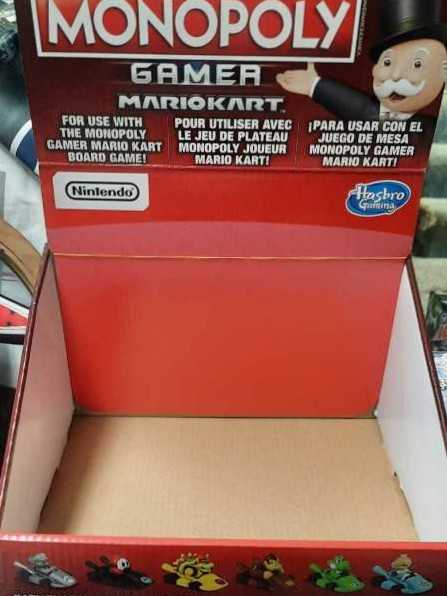 MONOPOLY
GAMER
MARIOKART™
FOR USE WITH
THE MONOPOLY
GAMER MARIO KART
BOARD GAME!
POUR UTILISER AVEC
LE JEU DE PLATEAU
MONOPOLY JOUEUR
MARIO KART!
¡PARA USAR CON EL
JUEGO DE MESA
MONOPOLY GAMER
MARIO KART!
Nintendo
Hasbro
Gaming